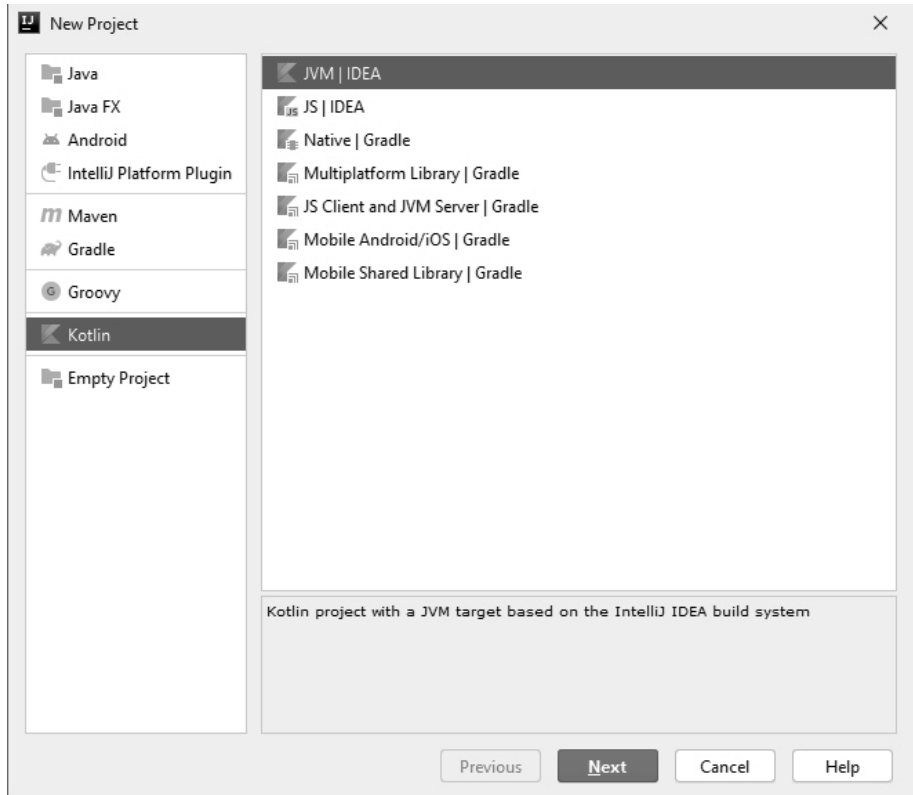 New Project
Java
Java FX
Android
IntelliJ Platform Plugin
Maven
Gradle
Groovy
Kotlin
Empty Project
JVM | IDEA
JS | IDEA
Native | Gradle
Multiplatform Library | Gradle
JS Client and JVM Server | Gradle
Mobile Android/iOS | Gradle
Mobile Shared Library | Gradle
Kotlin project with a JVM target based on the IntelliJ IDEA build system
Previous
Next
Cancel
Help